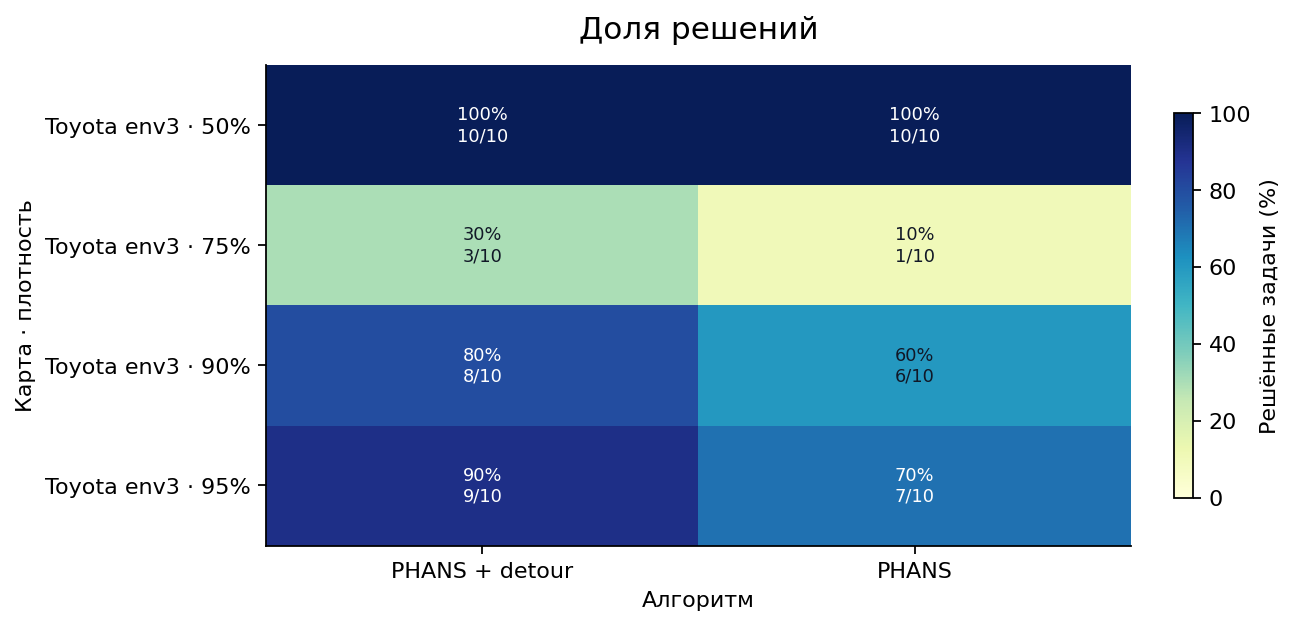 Доля решений
Toyota env3 · 50%
100%
10/10
100%
10/10
Toyota env3 · 75%
30%
3/10
10%
1/10
Toyota env3 · 90%
80%
8/10
60%
6/10
Toyota env3 · 95%
90%
9/10
70%
7/10
Карта · плотность
PHANS + detour
PHANS
Алгоритм
100
80
60
40
20
0
Решённые задачи (%)